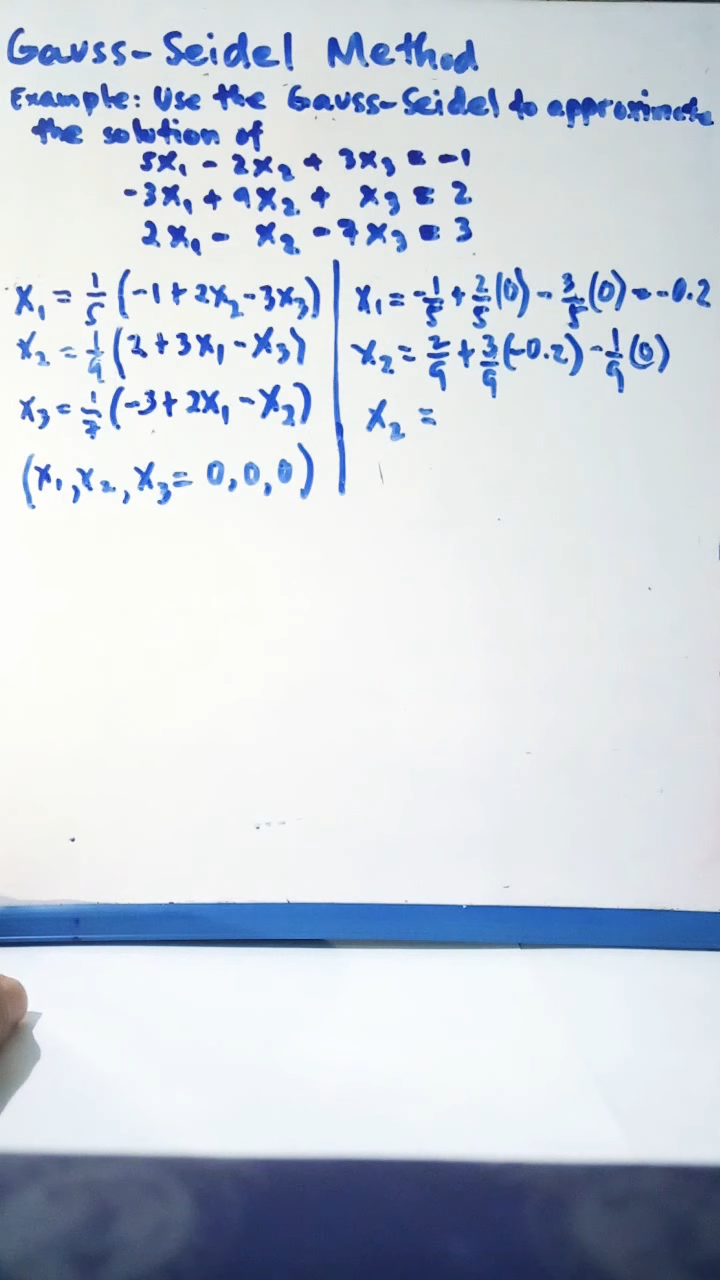 Gauss-Seidel Method
Example: Use the Gauss-Seidel to approximate
the solution of
5x₁ - 2x₂ + 3x₃ = -1
-3x₁ + 9x₂ + x₃ = 2
2x₁ - x₂ - 7x₃ = 3
x₁ = 1/5 (-1 + 2x₂ - 3x₃)
x₂ = 1/9 (2 + 3x₁ - x₃)
x₃ = 1/7 (-3 + 2x₁ - x₂)
(x₁, x₂, x₃ = 0, 0, 0)
x₁ = -1/5 + 2/5 (0) - 3/5 (0) = -0.2
x₂ = 2/9 + 3/9 (-0.2) - 1/9 (0)
x₂ =